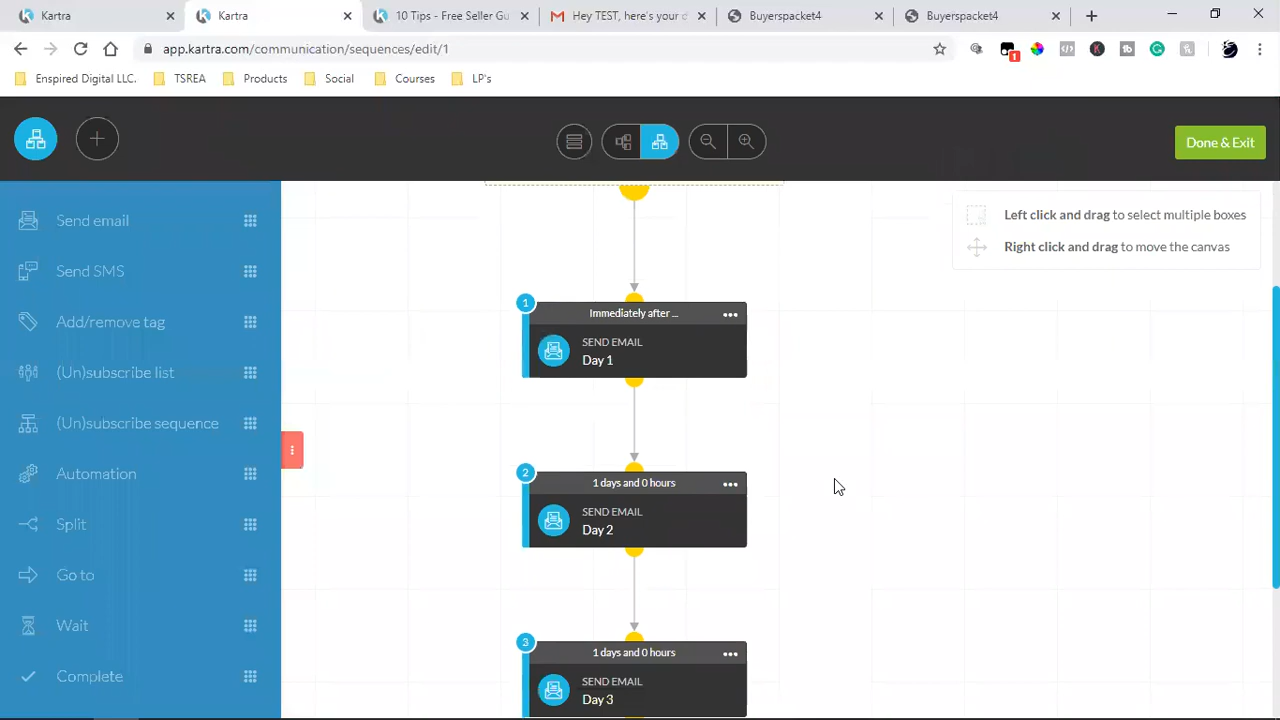 Kartra
Kartra
10 Tips - Free Seller Gu
Hey TEST, here's your d
Buyerspacket4
Buyerspacket4
app.kartra.com/communication/sequences/edit/1
1
Enspired Digital LLC.
TSREA
Products
Social
Courses
LP's
Done & Exit
Send email
Send SMS
Add/remove tag
(Un)subscribe list
(Un)subscribe sequence
Automation
Split
Go to
Wait
Complete
Left click and drag to select multiple boxes
Right click and drag to move the canvas
1
Immediately after ...
SEND EMAIL
Day 1
2
1 days and 0 hours
SEND EMAIL
Day 2
3
1 days and 0 hours
SEND EMAIL
Day 3